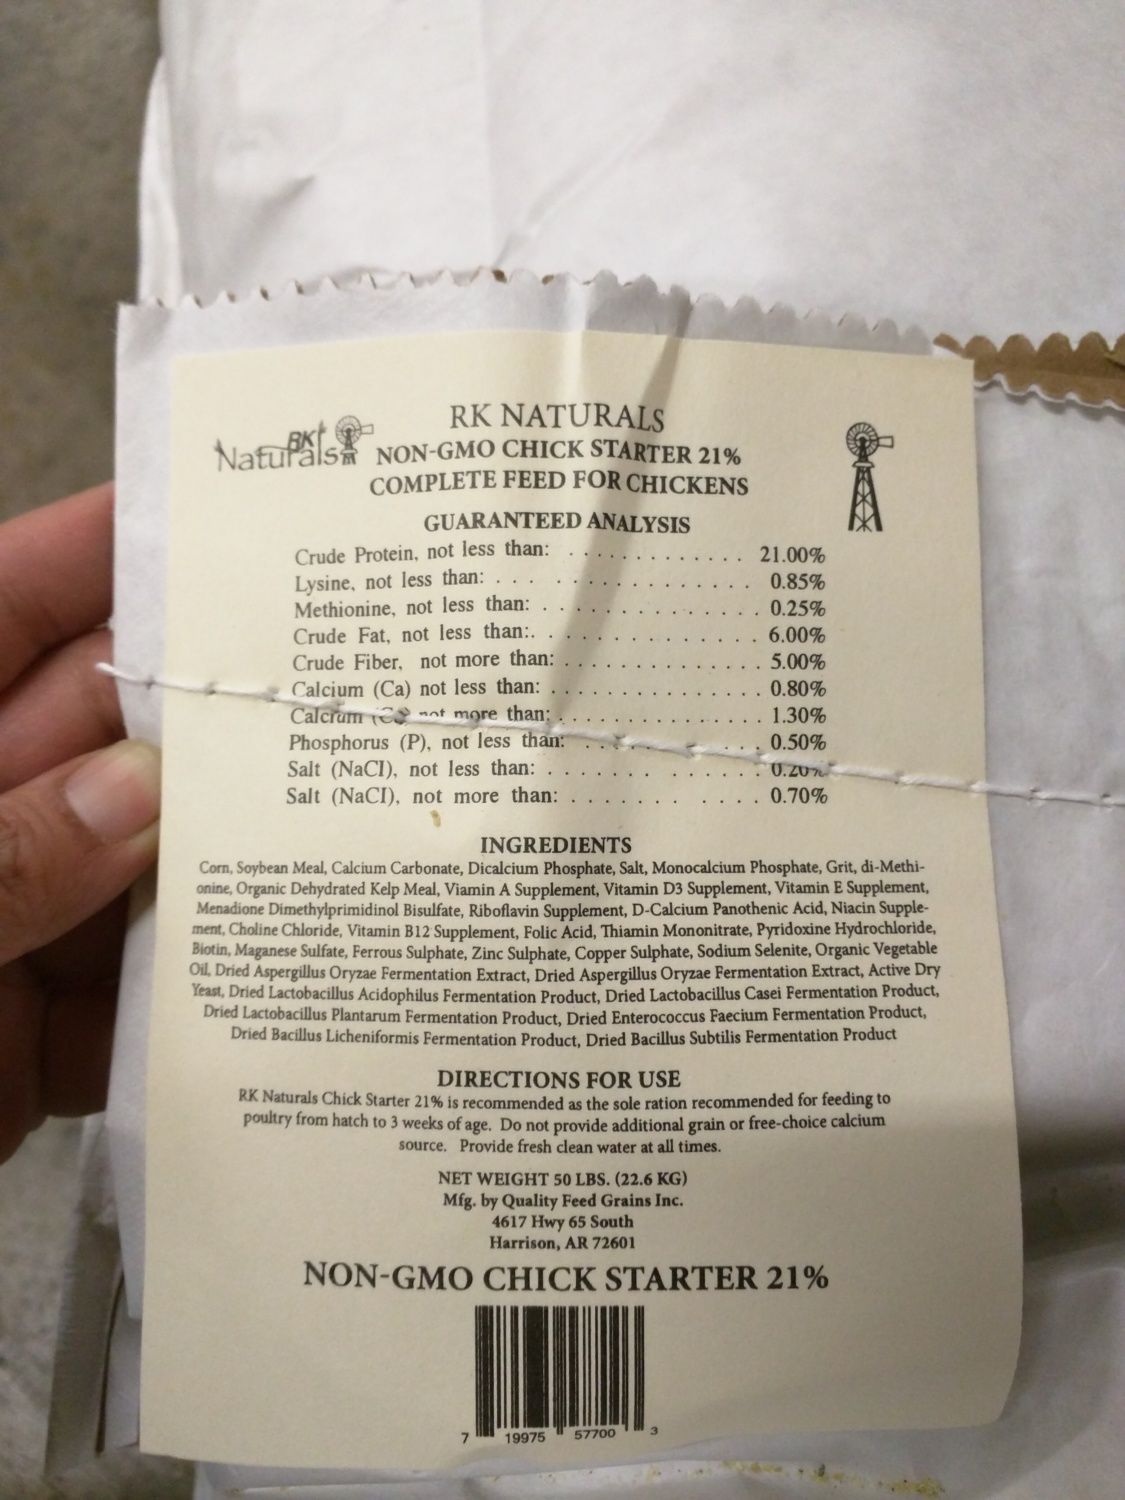 RK
Naturals
RK NATURALS
NON-GMO CHICK STARTER 21%
COMPLETE FEED FOR CHICKENS
GUARANTEED ANALYSIS
Crude Protein, not less than: . . . . . . . . . . . . . 21.00%
Lysine, not less than: . . . . . . . . . . . . . . . . 0.85%
Methionine, not less than: . . . . . . . . . . . . . . 0.25%
Crude Fat, not less than:. . . . . . . . . . . . . . . 6.00%
Crude Fiber, not more than: . . . . . . . . . . . . . 5.00%
Calcium (Ca) not less than: . . . . . . . . . . . . . . 0.80%
Calcium (Ca) not more than: . . . . . . . . . . . . . 1.30%
Phosphorus (P), not less than: . . . . . . . . . . . 0.50%
Salt (NaCI), not less than: . . . . . . . . . . . . . 0.20%
Salt (NaCI), not more than: . . . . . . . . . . . 0.70%
INGREDIENTS
Corn, Soybean Meal, Calcium Carbonate, Dicalcium Phosphate, Salt, Monocalcium Phosphate, Grit, di-Methi-
onine, Organic Dehydrated Kelp Meal, Viamin A Supplement, Vitamin D3 Supplement, Vitamin E Supplement,
Menadione Dimethylprimidinol Bisulfate, Riboflavin Supplement, D-Calcium Panothenic Acid, Niacin Supple-
ment, Choline Chloride, Vitamin B12 Supplement, Folic Acid, Thiamin Mononitrate, Pyridoxine Hydrochloride,
Biotin, Maganese Sulfate, Ferrous Sulphate, Zinc Sulphate, Copper Sulphate, Sodium Selenite, Organic Vegetable
Oil, Dried Aspergillus Oryzae Fermentation Extract, Dried Aspergillus Oryzae Fermentation Extract, Active Dry
Yeast, Dried Lactobacillus Acidophilus Fermentation Product, Dried Lactobacillus Casei Fermentation Product,
Dried Lactobacillus Plantarum Fermentation Product, Dried Enterococcus Faecium Fermentation Product,
Dried Bacillus Licheniformis Fermentation Product, Dried Bacillus Subtilis Fermentation Product
DIRECTIONS FOR USE
RK Naturals Chick Starter 21% is recommended as the sole ration recommended for feeding to
poultry from hatch to 3 weeks of age. Do not provide additional grain or free-choice calcium
source. Provide fresh clean water at all times.
NET WEIGHT 50 LBS. (22.6 KG)
Mfg. by Quality Feed Grains Inc.
4617 Hwy 65 South
Harrison, AR 72601
NON-GMO CHICK STARTER 21%
7 19975 57700 3